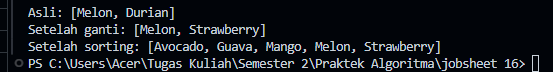 Asli: [Melon, Durian]
Setelah ganti: [Melon, Strawberry]
Setelah sorting: [Avocado, Guava, Mango, Melon, Strawberry]
PS C:\Users\Acer\Tugas Kuliah\Semester 2\Praktek Algoritma\jobsheet 16>